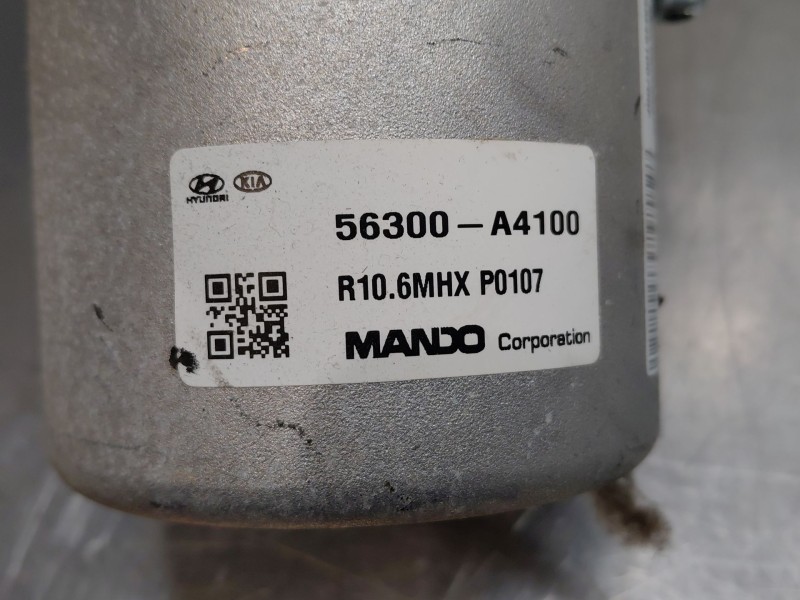 HYUNDAI KIA
56300-A4100
R10.6MHX P0107
MANDO Corporation